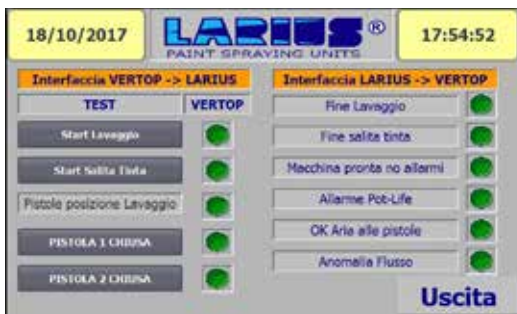 18/10/2017
LARIUS®
17:54:52
PAINT SPRAYING UNITS
Interfaccia VERTOP -> LARIUS
TEST
VERTOP
Start Lavaggio
Start Salita Tinta
Pistole posizione Lavaggio
PISTOLA 1 CHIUSA
PISTOLA 2 CHIUSA
Interfaccia LARIUS -> VERTOP
Fine Lavaggio
Fine salita tinta
Macchina pronta no allarmi
Allarme Pot-Life
OK Aria alle pistole
Anomalia Flusso
Uscita